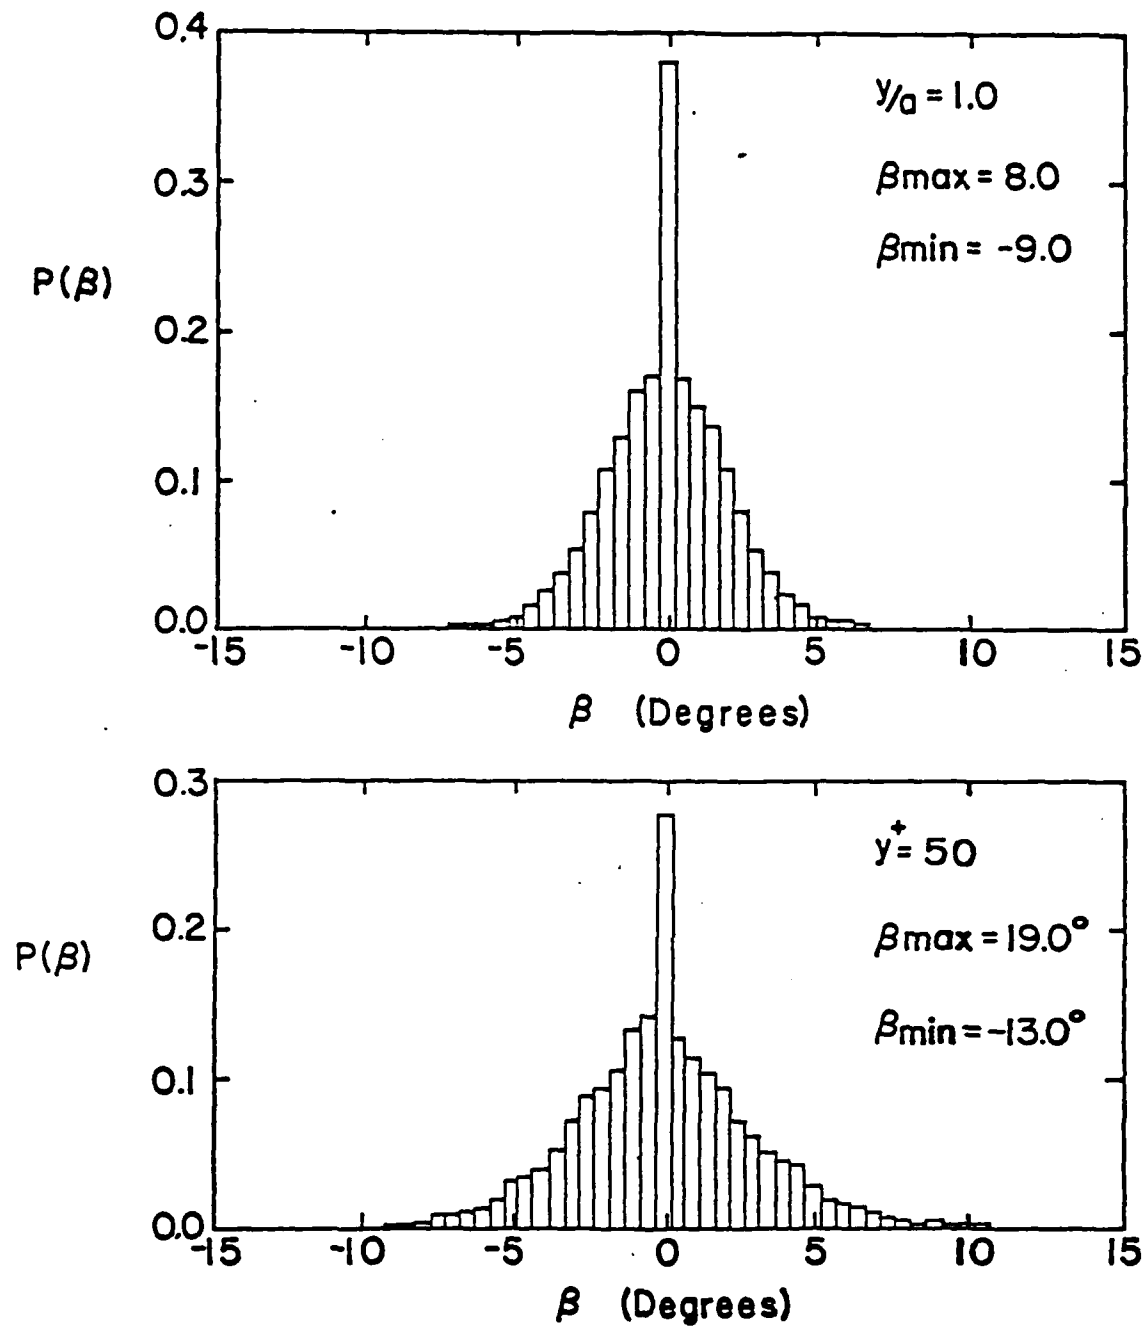 0.4
y/a = 1.0
0.3
βmax = 8.0
βmin = -9.0
P(β)
0.2
0.1
0.0
-15 -10 -5 0 5 10 15
β (Degrees)
0.3
y+ = 50
0.2
βmax = 19.0°
P(β)
βmin = -13.0°
0.1
0.0
-15 -10 -5 0 5 10 15
β (Degrees)